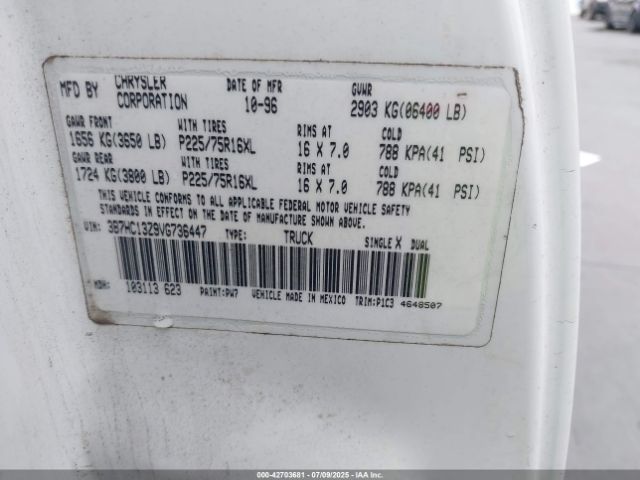 MFD BY CHRYSLER CORPORATION DATE OF MFR 10-96 GVWR 2903 KG(06400 LB)
GAWR FRONT WITH TIRES RIMS AT COLD
1656 KG(3650 LB) P225/75R16XL 16 X 7.0 788 KPA(41 PSI)
GAWR REAR WITH TIRES RIMS AT COLD
1724 KG(3800 LB) P225/75R16XL 16 X 7.0 788 KPA(41 PSI)
THIS VEHICLE CONFORMS TO ALL APPLICABLE FEDERAL MOTOR VEHICLE SAFETY
STANDARDS IN EFFECT ON THE DATE OF MANUFACTURE SHOWN ABOVE.
VIN: 3B7HC13Z9VG736447 TYPE: TRUCK SINGLE X DUAL
MDH: 103113 623 PAINT:PW7 VEHICLE MADE IN MEXICO TRIM:P1C3 4648507
000-42703681 - 07/09/2025 - IAAI.COM